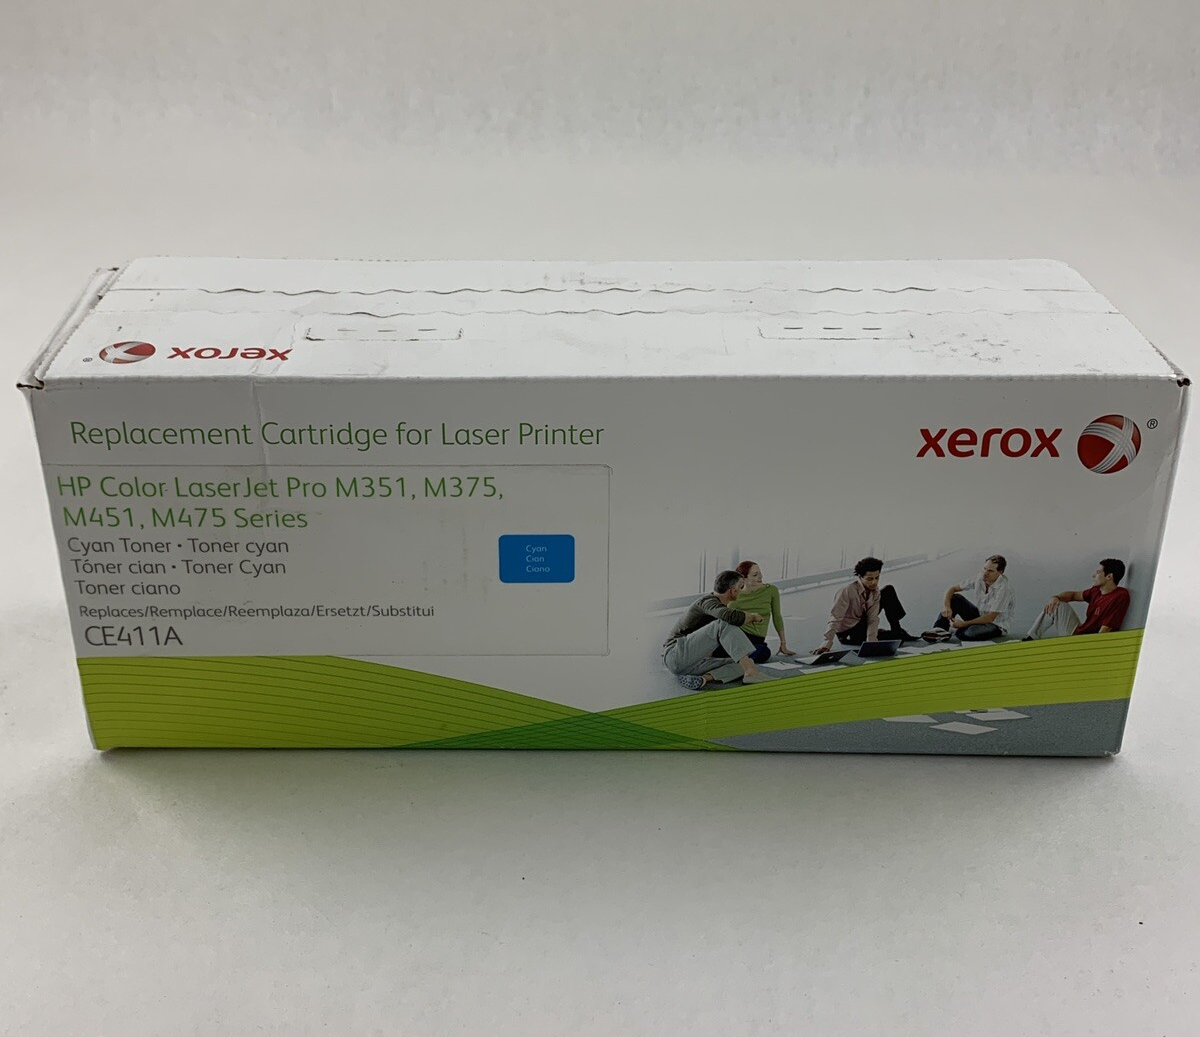 xerox ®
Replacement Cartridge for Laser Printer
xerox ®
HP Color LaserJet Pro M351, M375,
M451, M475 Series
Cyan Toner • Toner cyan
Tóner cian • Toner Cyan
Toner ciano
Cyan
Cian
Ciano
Replaces/Remplace/Reemplaza/Ersetzt/Substitui
CE411A